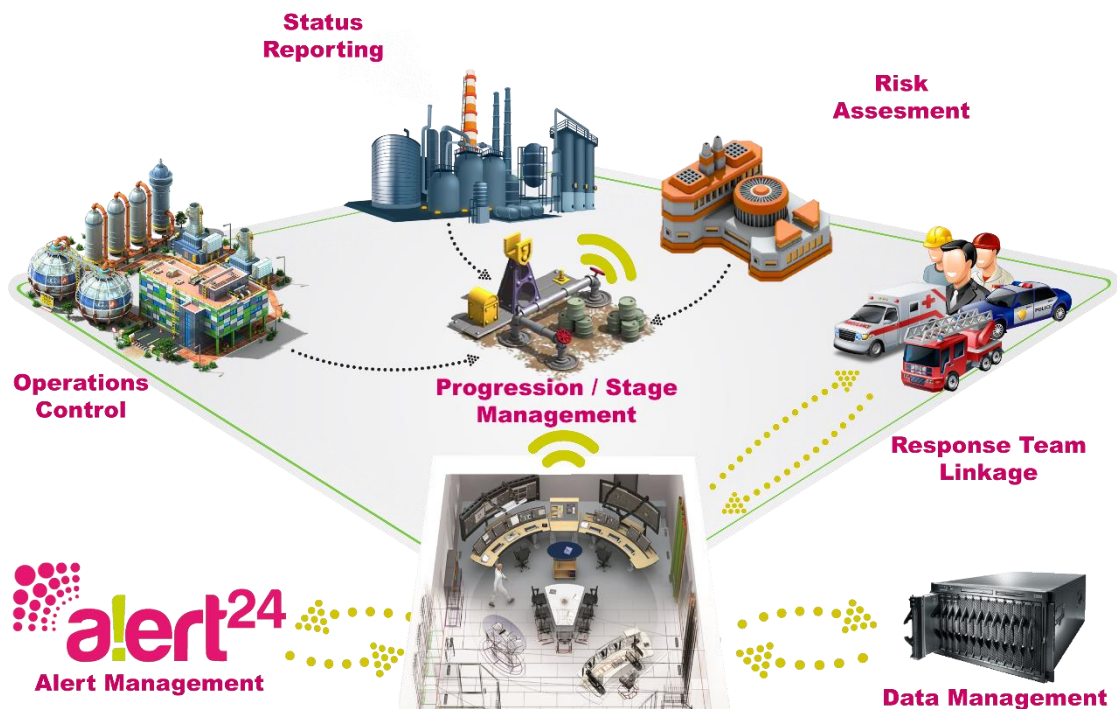 Status
Reporting
Risk
Assesment
Operations
Control
Progression / Stage
Management
Response Team
Linkage
a!ert24
Alert Management
Data Management